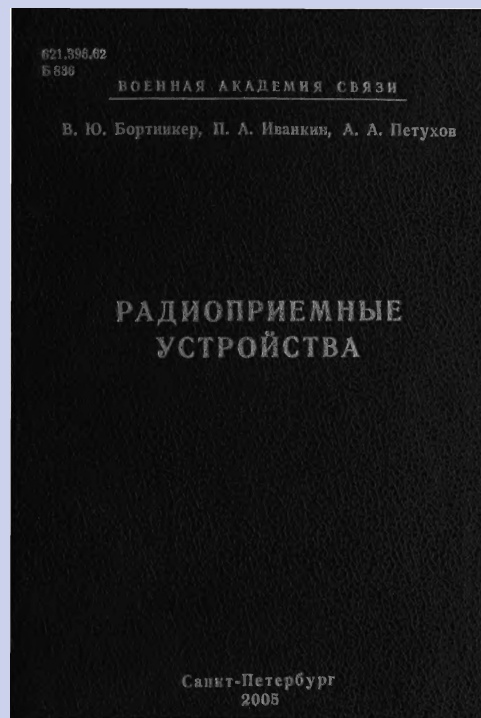 621.396.62
Б 836
ВОЕННАЯ АКАДЕМИЯ СВЯЗИ
В. Ю. Бортникер, П. А. Иванкин, А. А. Петухов
РАДИОПРИЕМНЫЕ
УСТРОЙСТВА
Санкт-Петербург
2005